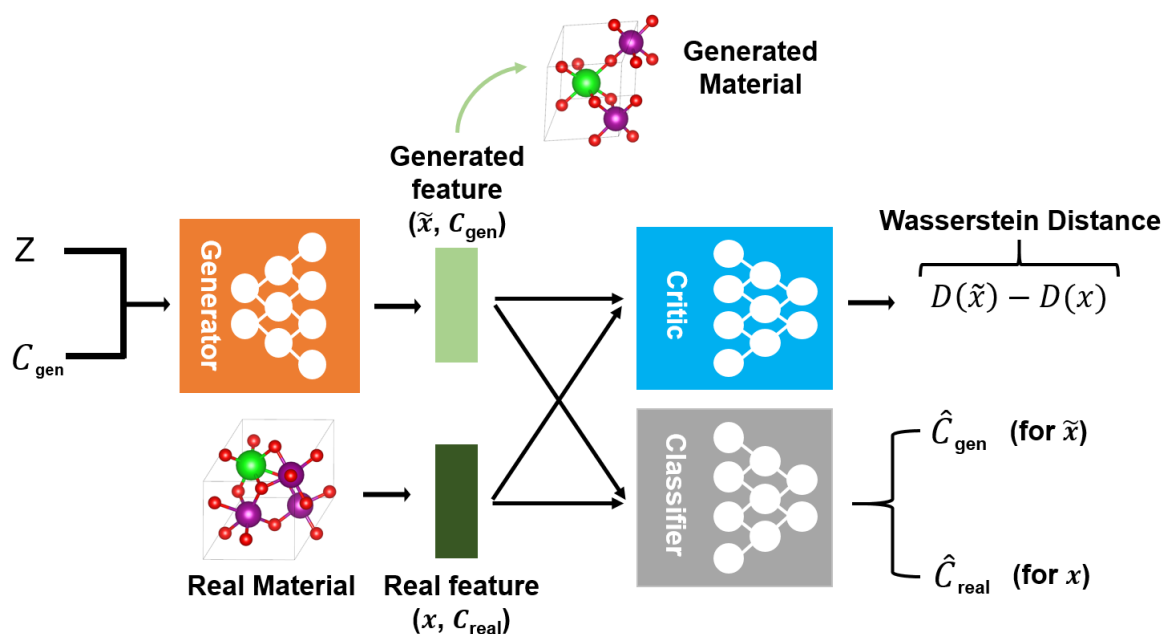 Generated
Material
Generated
feature
(x̃, C_gen)
Wasserstein Distance
D(x̃) − D(x)
Z
C_gen
Generator
Critic
Classifier
Ĉ_gen (for x̃)
Ĉ_real (for x)
Real Material
Real feature
(x, C_real)